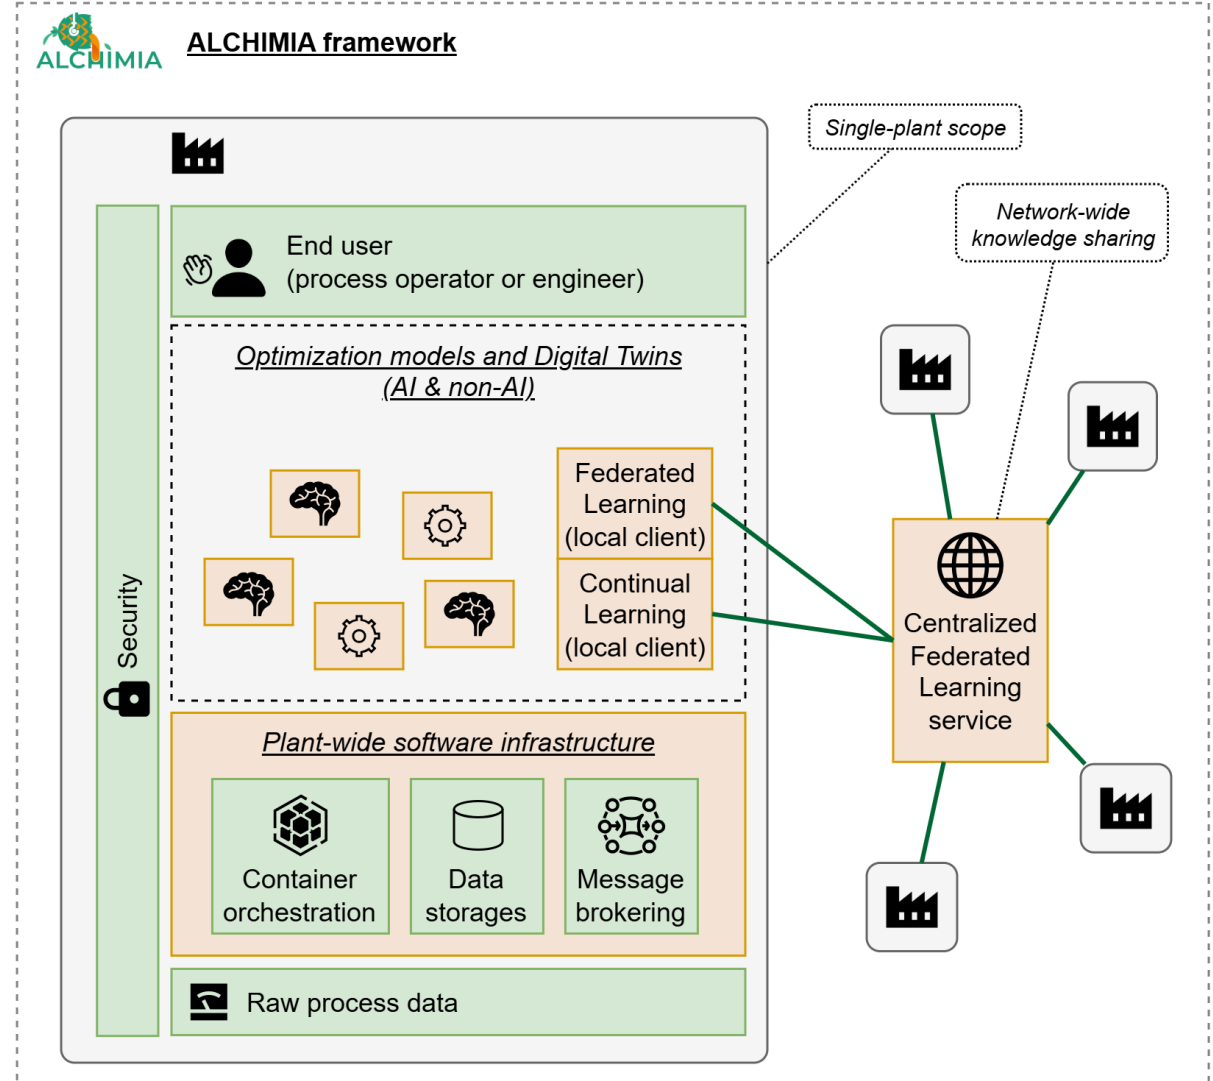 ALCHIMIA
ALCHIMIA framework
Single-plant scope
Network-wide
knowledge sharing
End user
(process operator or engineer)
Optimization models and Digital Twins
(AI & non-AI)
Federated
Learning
(local client)
Continual
Learning
(local client)
Security
Centralized
Federated
Learning
service
Plant-wide software infrastructure
Container
orchestration
Data
storages
Message
brokering
Raw process data